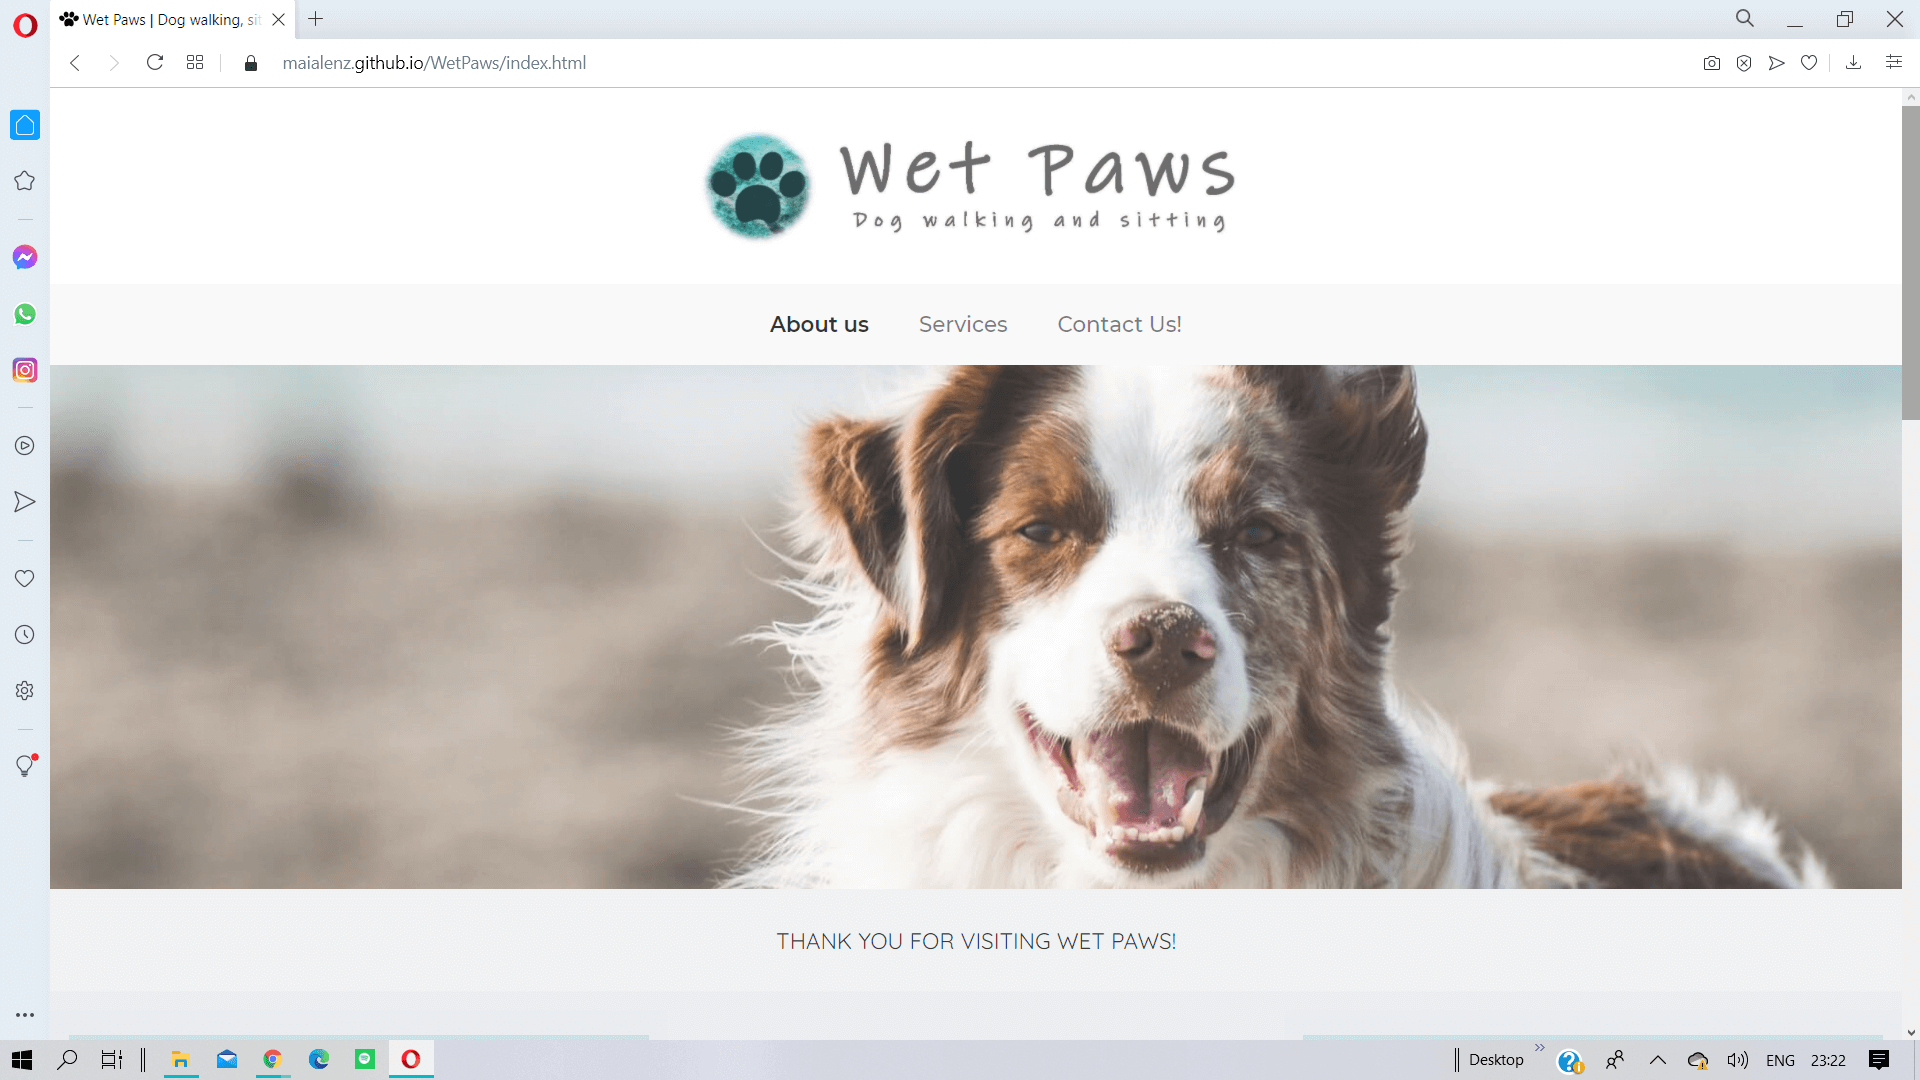 Wet Paws | Dog walking, sit
maialenz.github.io/WetPaws/index.html
Wet Paws
Dog walking and sitting
About us
Services
Contact Us!
THANK YOU FOR VISITING WET PAWS!
Desktop
ENG
23:22